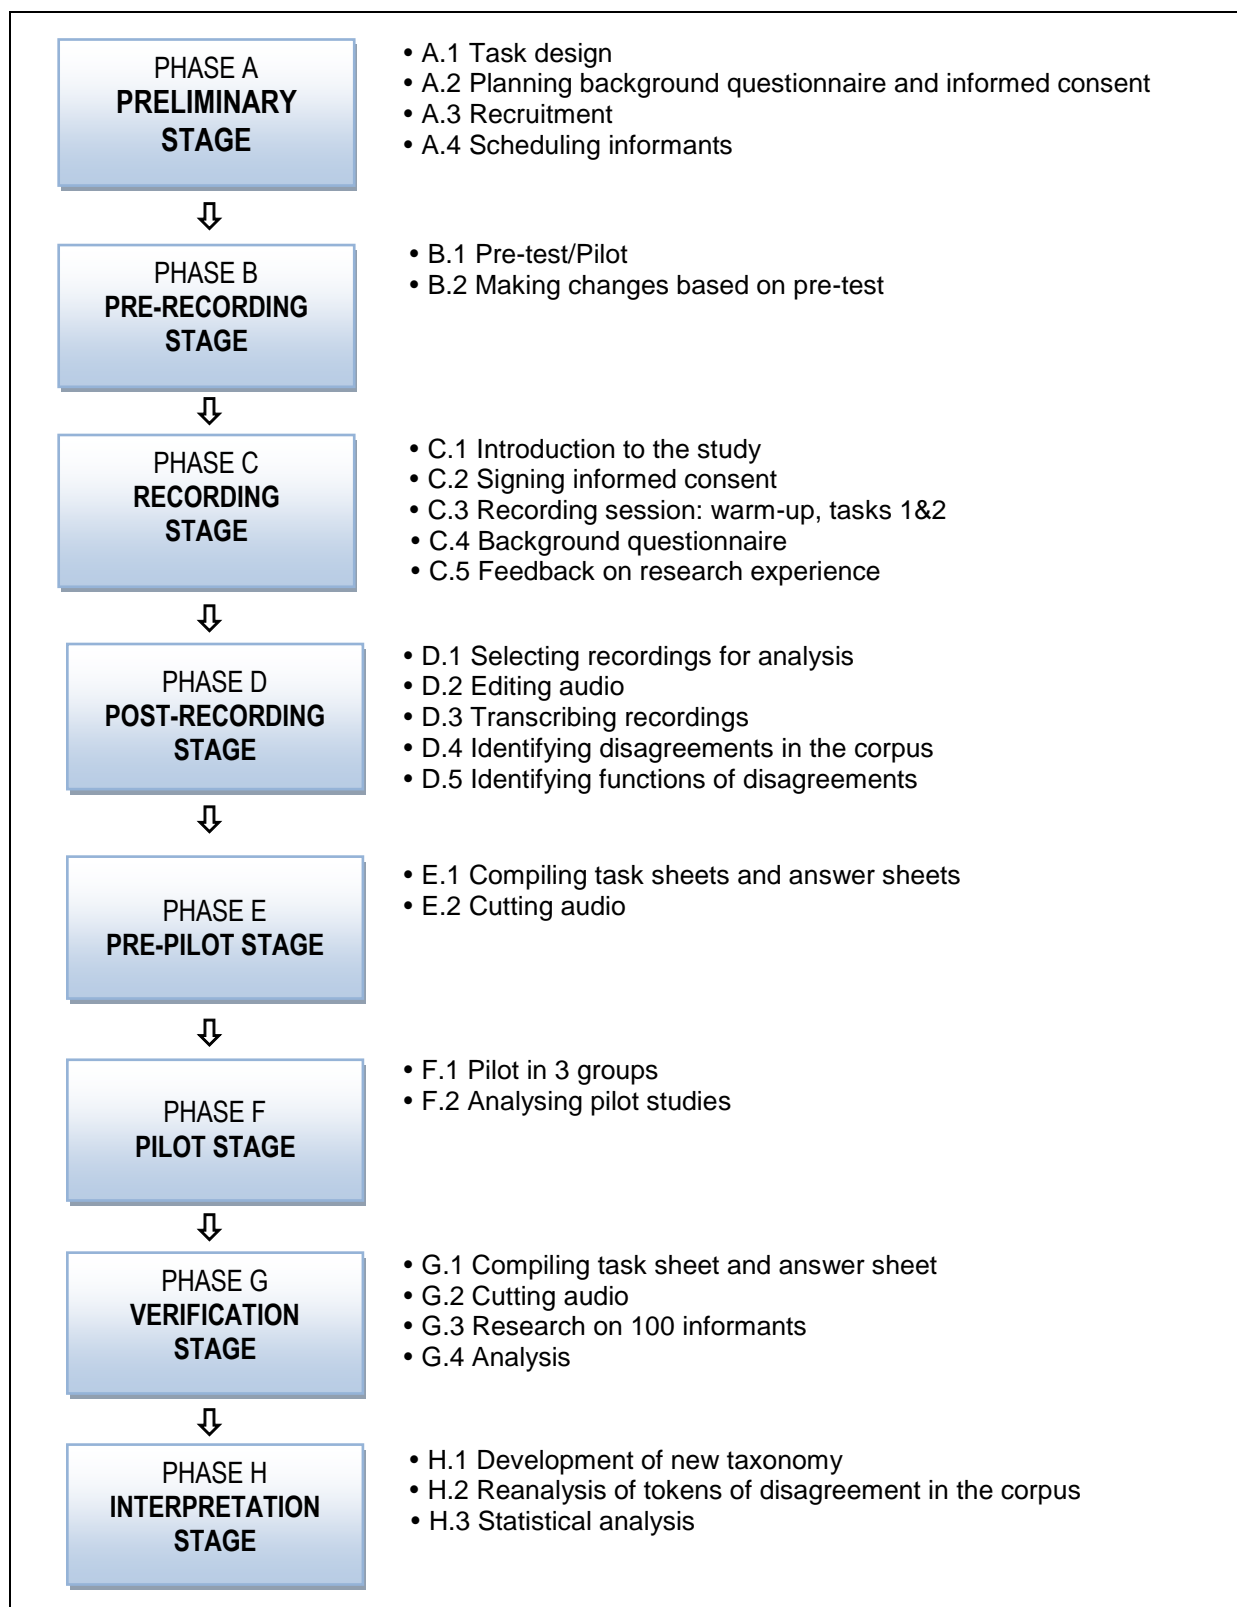 PHASE A
PRELIMINARY
STAGE
• A.1 Task design
• A.2 Planning background questionnaire and informed consent
• A.3 Recruitment
• A.4 Scheduling informants
PHASE B
PRE-RECORDING
STAGE
• B.1 Pre-test/Pilot
• B.2 Making changes based on pre-test
PHASE C
RECORDING
STAGE
• C.1 Introduction to the study
• C.2 Signing informed consent
• C.3 Recording session: warm-up, tasks 1&2
• C.4 Background questionnaire
• C.5 Feedback on research experience
PHASE D
POST-RECORDING
STAGE
• D.1 Selecting recordings for analysis
• D.2 Editing audio
• D.3 Transcribing recordings
• D.4 Identifying disagreements in the corpus
• D.5 Identifying functions of disagreements
PHASE E
PRE-PILOT STAGE
• E.1 Compiling task sheets and answer sheets
• E.2 Cutting audio
PHASE F
PILOT STAGE
• F.1 Pilot in 3 groups
• F.2 Analysing pilot studies
PHASE G
VERIFICATION
STAGE
• G.1 Compiling task sheet and answer sheet
• G.2 Cutting audio
• G.3 Research on 100 informants
• G.4 Analysis
PHASE H
INTERPRETATION
STAGE
• H.1 Development of new taxonomy
• H.2 Reanalysis of tokens of disagreement in the corpus
• H.3 Statistical analysis